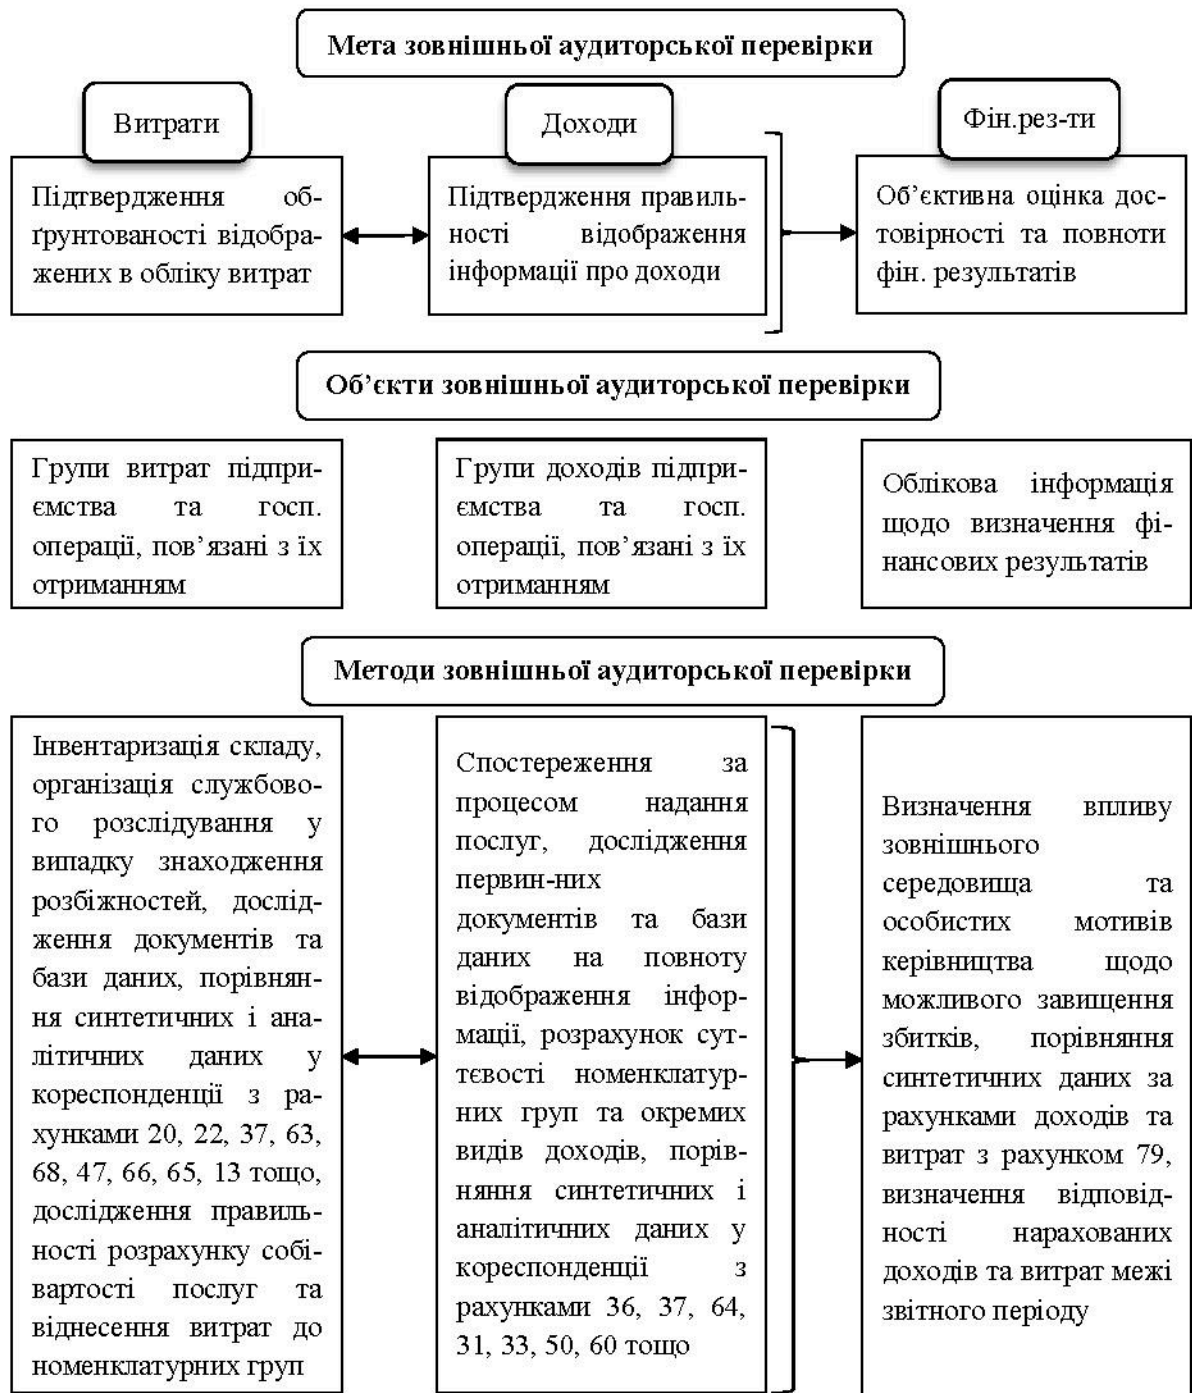 Мета зовнішньої аудиторської перевірки
Витрати
Доходи
Фін.рез-ти
Підтвердження об-
ґрунтованості відобра-
жених в обліку витрат
Підтвердження правиль-
ності відображення
інформації про доходи
Об’єктивна оцінка дос-
товірності та повноти
фін. результатів
Об’єкти зовнішньої аудиторської перевірки
Групи витрат підпри-
ємства та госп.
операції, пов’язані з їх
отриманням
Групи доходів підпри-
ємства та госп.
операції, пов’язані з їх
отриманням
Облікова інформація
щодо визначення фі-
нансових результатів
Методи зовнішньої аудиторської перевірки
Інвентаризація складу,
організація службово-
го розслідування у
випадку знаходження
розбіжностей, дослід-
ження документів та
бази даних, порівнян-
ня синтетичних і ана-
літичних даних у
кореспонденції з ра-
хунками 20, 22, 37, 63,
68, 47, 66, 65, 13 тощо,
дослідження правиль-
ності розрахунку собі-
вартості послуг та
віднесення витрат до
номенклатурних груп
Спостереження за
процесом надання
послуг, дослідження
первин-них
документів та бази
даних на повноту
відображення інфор-
мації, розрахунок сут-
тєвості номенклатур-
них груп та окремих
видів доходів, порів-
няння синтетичних і
аналітичних даних у
кореспонденції з
рахунками 36, 37, 64,
31, 33, 50, 60 тощо
Визначення впливу
зовнішнього
середовища та
особистих мотивів
керівництва щодо
можливого завищення
збитків, порівняння
синтетичних даних за
рахунками доходів та
витрат з рахунком 79,
визначення відповід-
ності нарахованих
доходів та витрат межі
звітного періоду